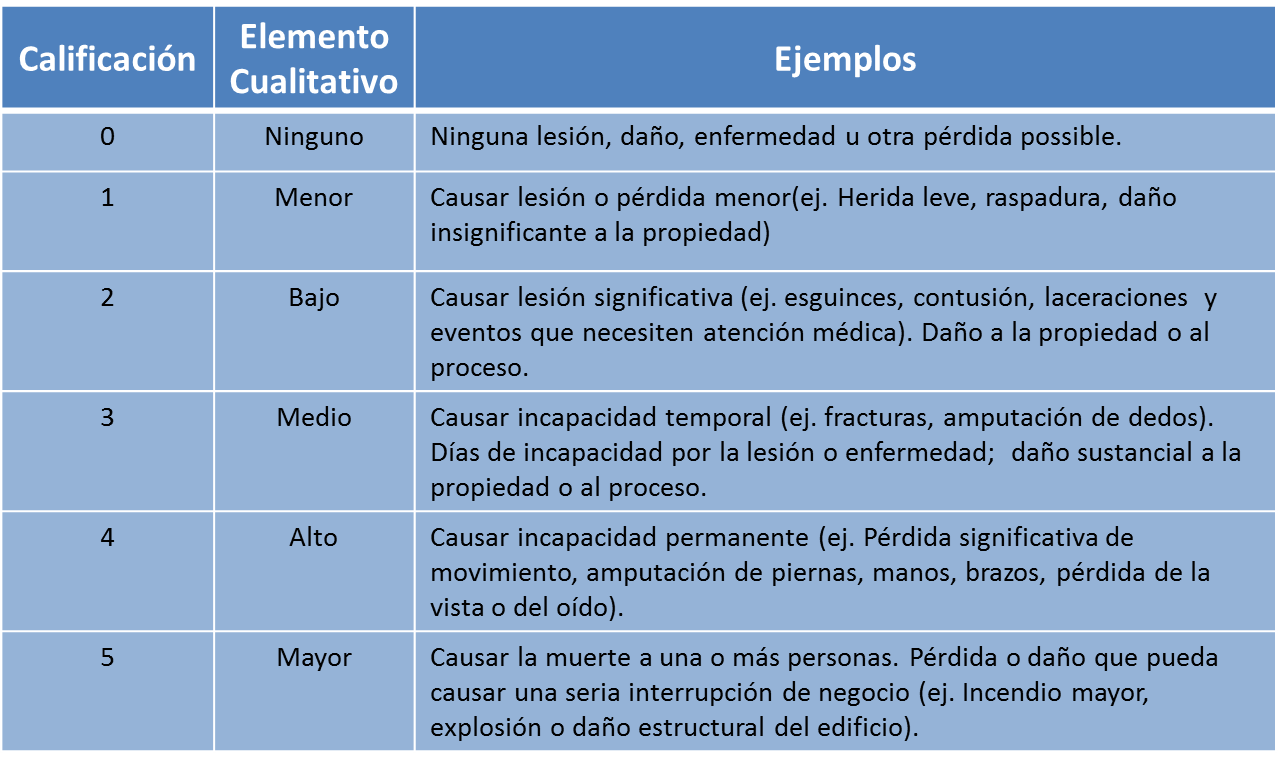 Calificación
Elemento
Cualitativo
Ejemplos
0
Ninguno
Ninguna lesión, daño, enfermedad u otra pérdida possible.
1
Menor
Causar lesión o pérdida menor(ej. Herida leve, raspadura, daño
insignificante a la propiedad)
2
Bajo
Causar lesión significativa (ej. esguinces, contusión, laceraciones  y
eventos que necesiten atención médica). Daño a la propiedad o al
proceso.
3
Medio
Causar incapacidad temporal (ej. fracturas, amputación de dedos).
Días de incapacidad por la lesión o enfermedad;  daño sustancial a la
propiedad o al proceso.
4
Alto
Causar incapacidad permanente (ej. Pérdida significativa de
movimiento, amputación de piernas, manos, brazos, pérdida de la
vista o del oído).
5
Mayor
Causar la muerte a una o más personas. Pérdida o daño que pueda
causar una seria interrupción de negocio (ej. Incendio mayor,
explosión o daño estructural del edificio).